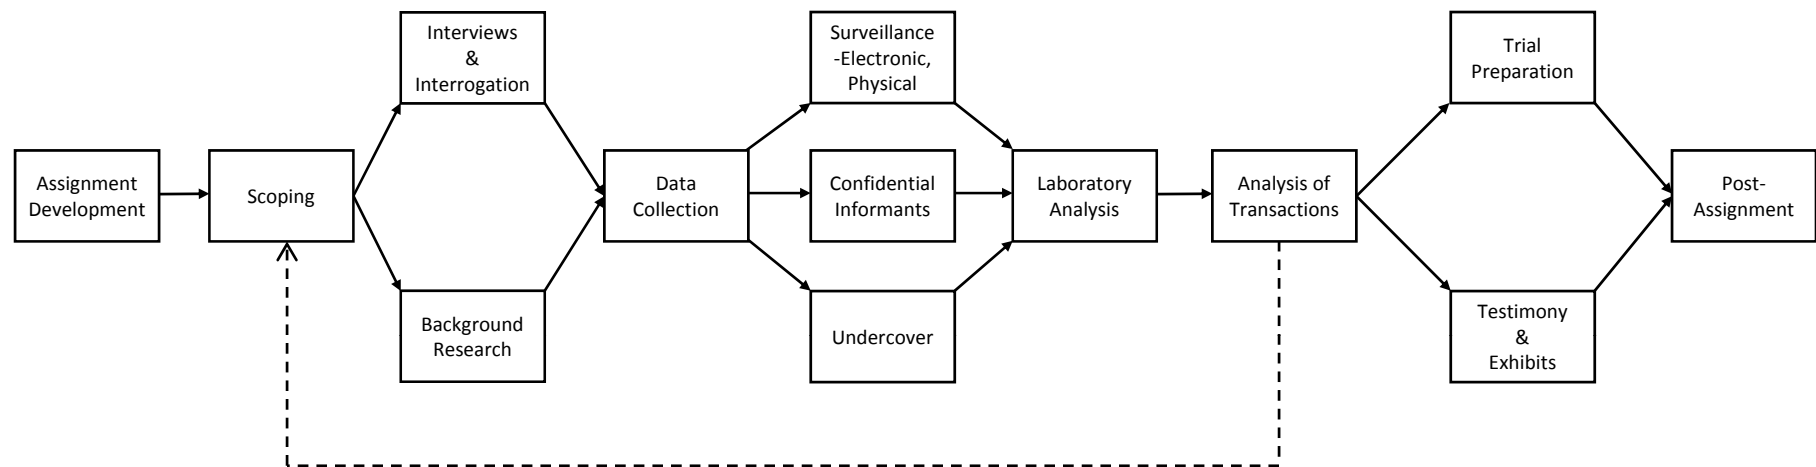 Assignment
Development
Scoping
Interviews
&
Interrogation
Background
Research
Data
Collection
Surveillance
-Electronic,
Physical
Confidential
Informants
Undercover
Laboratory
Analysis
Analysis of
Transactions
Trial
Preparation
Testimony
&
Exhibits
Post-
Assignment